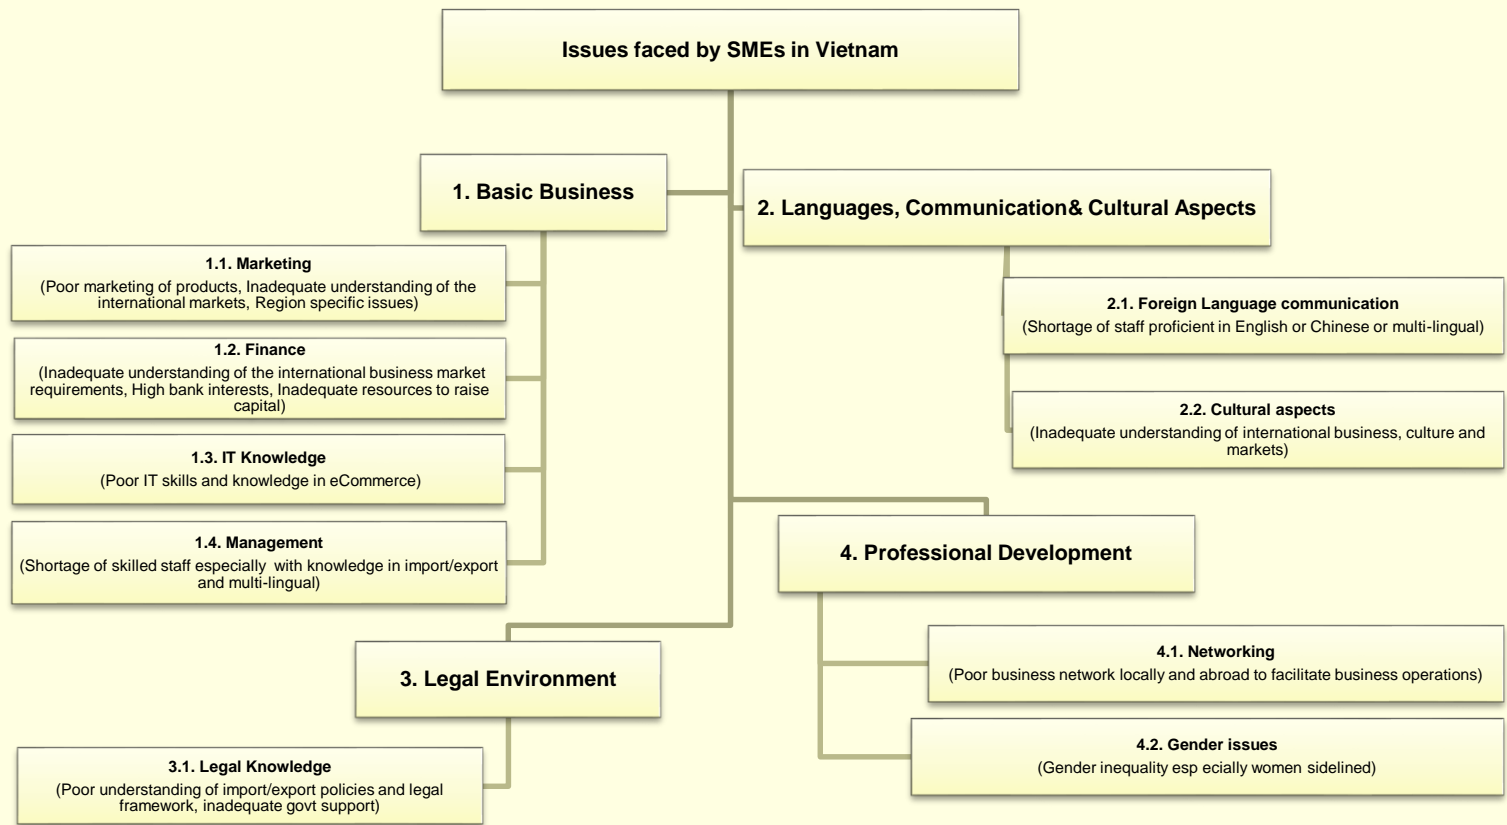 Issues faced by SMEs in Vietnam
1. Basic Business
1.1. Marketing
(Poor marketing of products, Inadequate understanding of the
international markets, Region specific issues)
1.2. Finance
(Inadequate understanding of the international business market
requirements, High bank interests, Inadequate resources to raise
capital)
1.3. IT Knowledge
(Poor IT skills and knowledge in eCommerce)
1.4. Management
(Shortage of skilled staff especially  with knowledge in import/export
and multi-lingual)
2. Languages, Communication& Cultural Aspects
2.1. Foreign Language communication
(Shortage of staff proficient in English or Chinese or multi-lingual)
2.2. Cultural aspects
(Inadequate understanding of international business, culture and
markets)
3. Legal Environment
3.1. Legal Knowledge
(Poor understanding of import/export policies and legal
framework, inadequate govt support)
4. Professional Development
4.1. Networking
(Poor business network locally and abroad to facilitate business operations)
4.2. Gender issues
(Gender inequality esp ecially women sidelined)